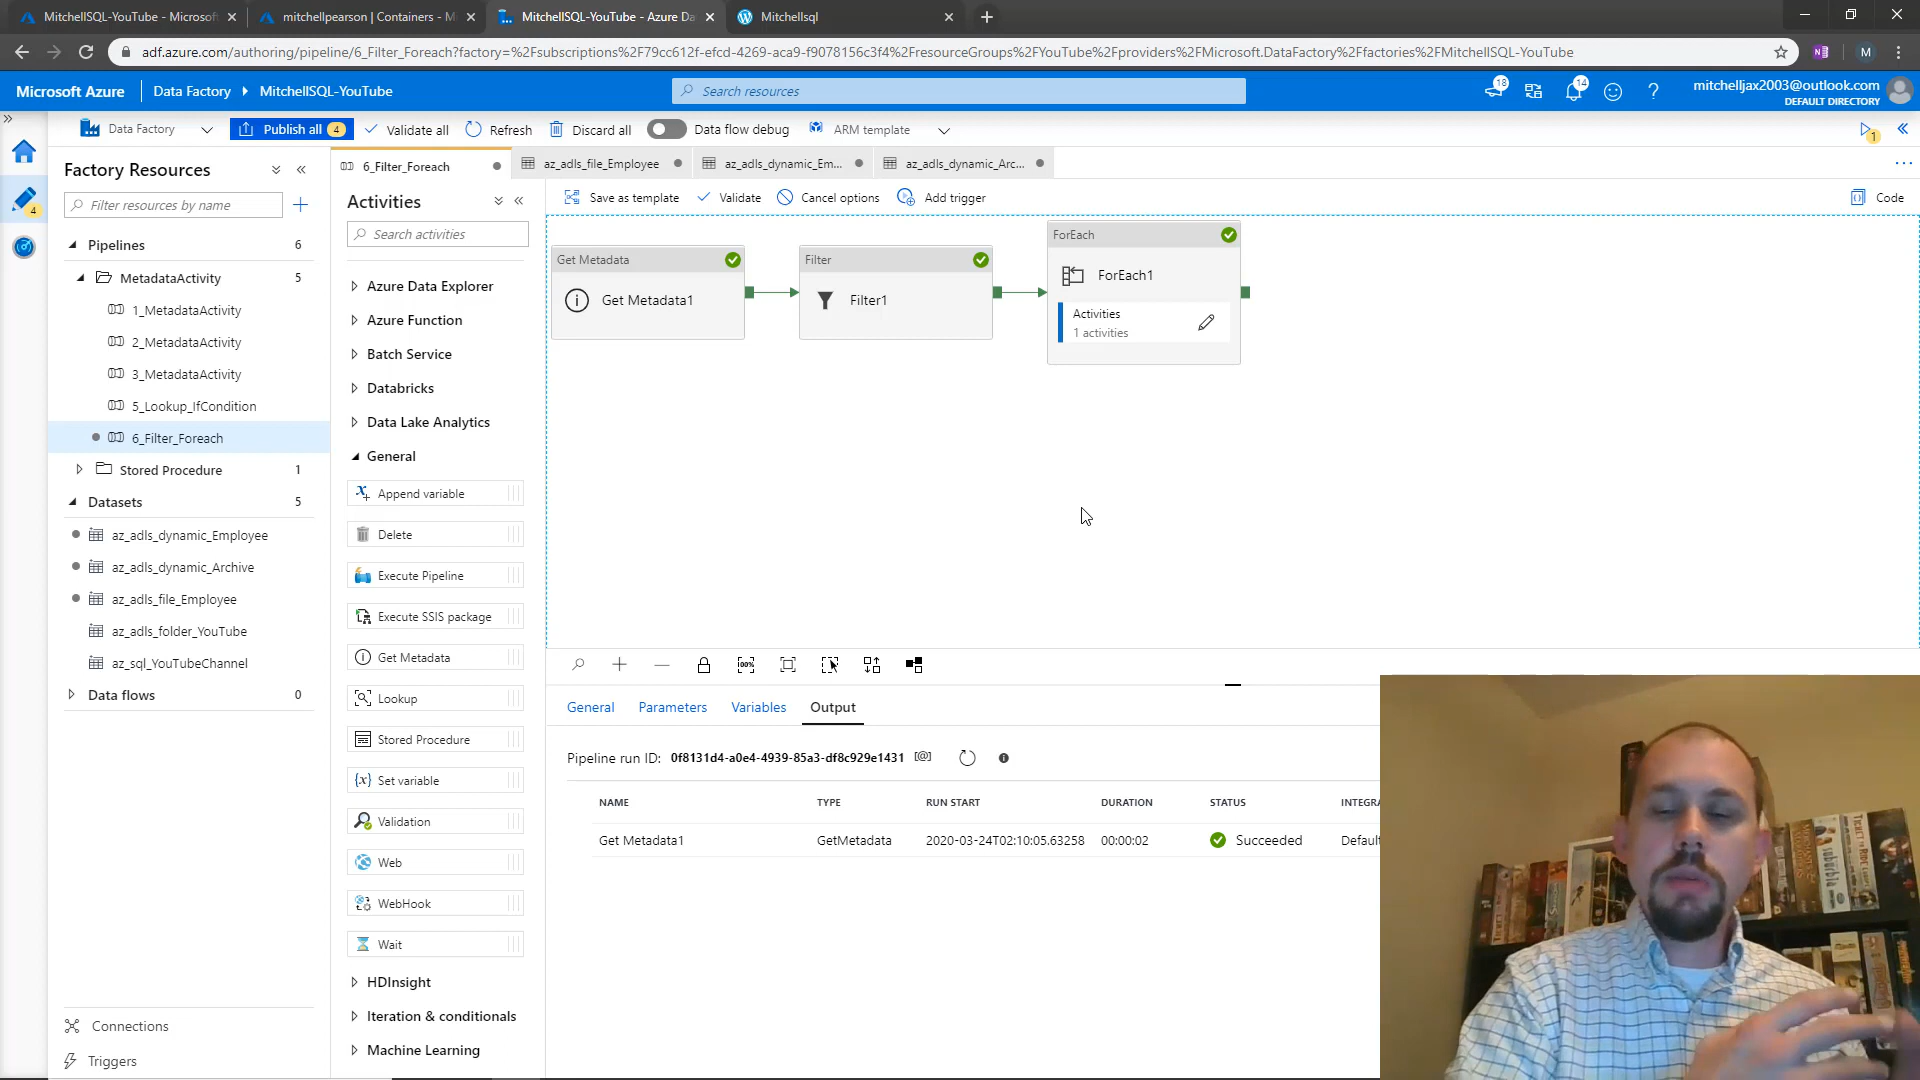 MitchellSQL-YouTube - Microsoft
mitchellpearson | Containers - M
MitchellSQL-YouTube - Azure Da
Mitchellsql
adf.azure.com/authoring/pipeline/6_Filter_Foreach?factory=%2Fsubscriptions%2F79cc612f-efcd-4269-aca9-f9078156c3f4%2FresourceGroups%2FYouTube%2Fproviders%2FMicrosoft.DataFactory%2Ffactories%2FMitchellSQL-YouTube
M
Microsoft Azure
Data Factory
MitchellSQL-YouTube
Search resources
18
14
mitchelljax2003@outlook.com
DEFAULT DIRECTORY
Data Factory
Publish all 4
Validate all
Refresh
Discard all
Data flow debug
ARM template
1
4
Factory Resources
Filter resources by name
Pipelines 6
MetadataActivity 5
1_MetadataActivity
2_MetadataActivity
3_MetadataActivity
5_Lookup_IfCondition
6_Filter_Foreach
Stored Procedure 1
Datasets 5
az_adls_dynamic_Employee
az_adls_dynamic_Archive
az_adls_file_Employee
az_adls_folder_YouTube
az_sql_YouTubeChannel
Data flows 0
Connections
Triggers
6_Filter_Foreach
az_adls_file_Employee
az_adls_dynamic_Em...
az_adls_dynamic_Arc...
Activities
Search activities
Azure Data Explorer
Azure Function
Batch Service
Databricks
Data Lake Analytics
General
Append variable
Delete
Execute Pipeline
Execute SSIS package
Get Metadata
Lookup
Stored Procedure
Set variable
Validation
Web
WebHook
Wait
HDInsight
Iteration & conditionals
Machine Learning
Save as template
Validate
Cancel options
Add trigger
Code
Get Metadata
Get Metadata1
Filter
Filter1
ForEach
ForEach1
Activities
1 activities
100%
General
Parameters
Variables
Output
Pipeline run ID: 0f8131d4-a0e4-4939-85a3-df8c929e1431
NAME TYPE RUN START DURATION STATUS INTEGRA
Get Metadata1 GetMetadata 2020-03-24T02:10:05.63258 00:00:02 Succeeded Default